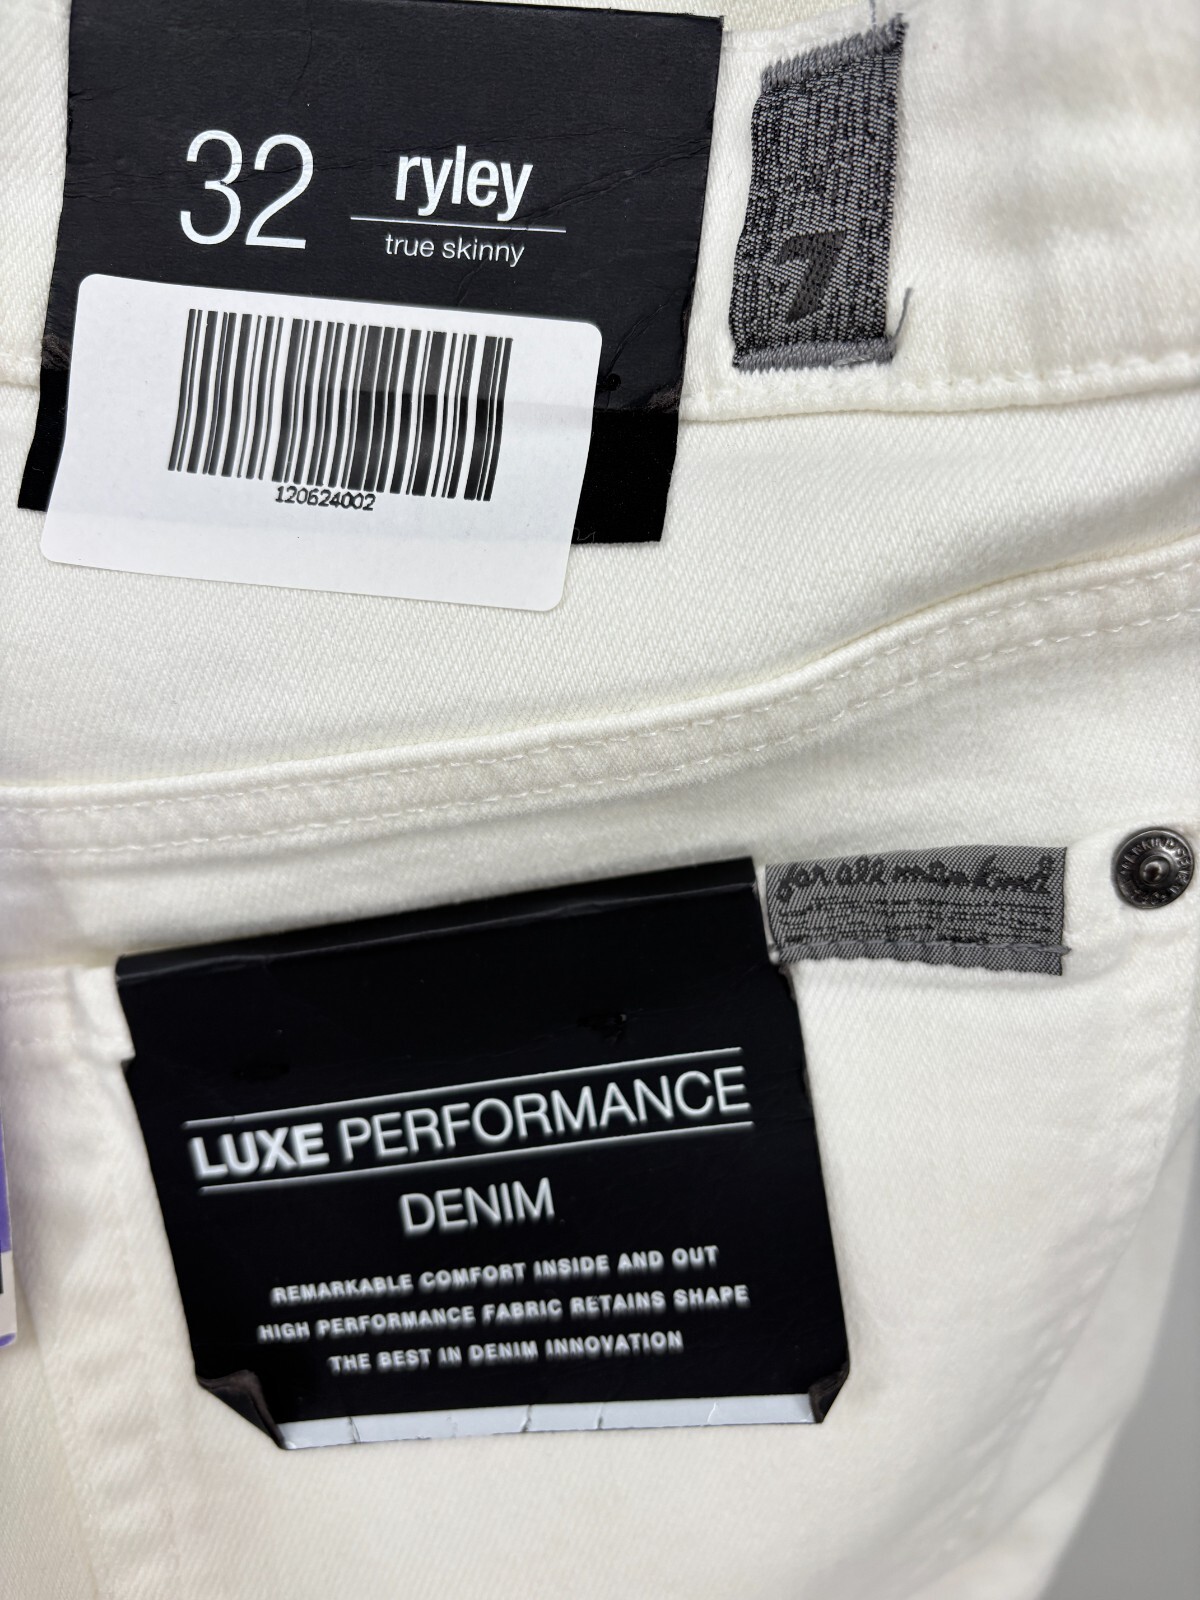 32
ryley
true skinny
7
120624002
for all mankind
LUXE PERFORMANCE
DENIM
REMARKABLE COMFORT INSIDE AND OUT
HIGH PERFORMANCE FABRIC RETAINS SHAPE
THE BEST IN DENIM INNOVATION